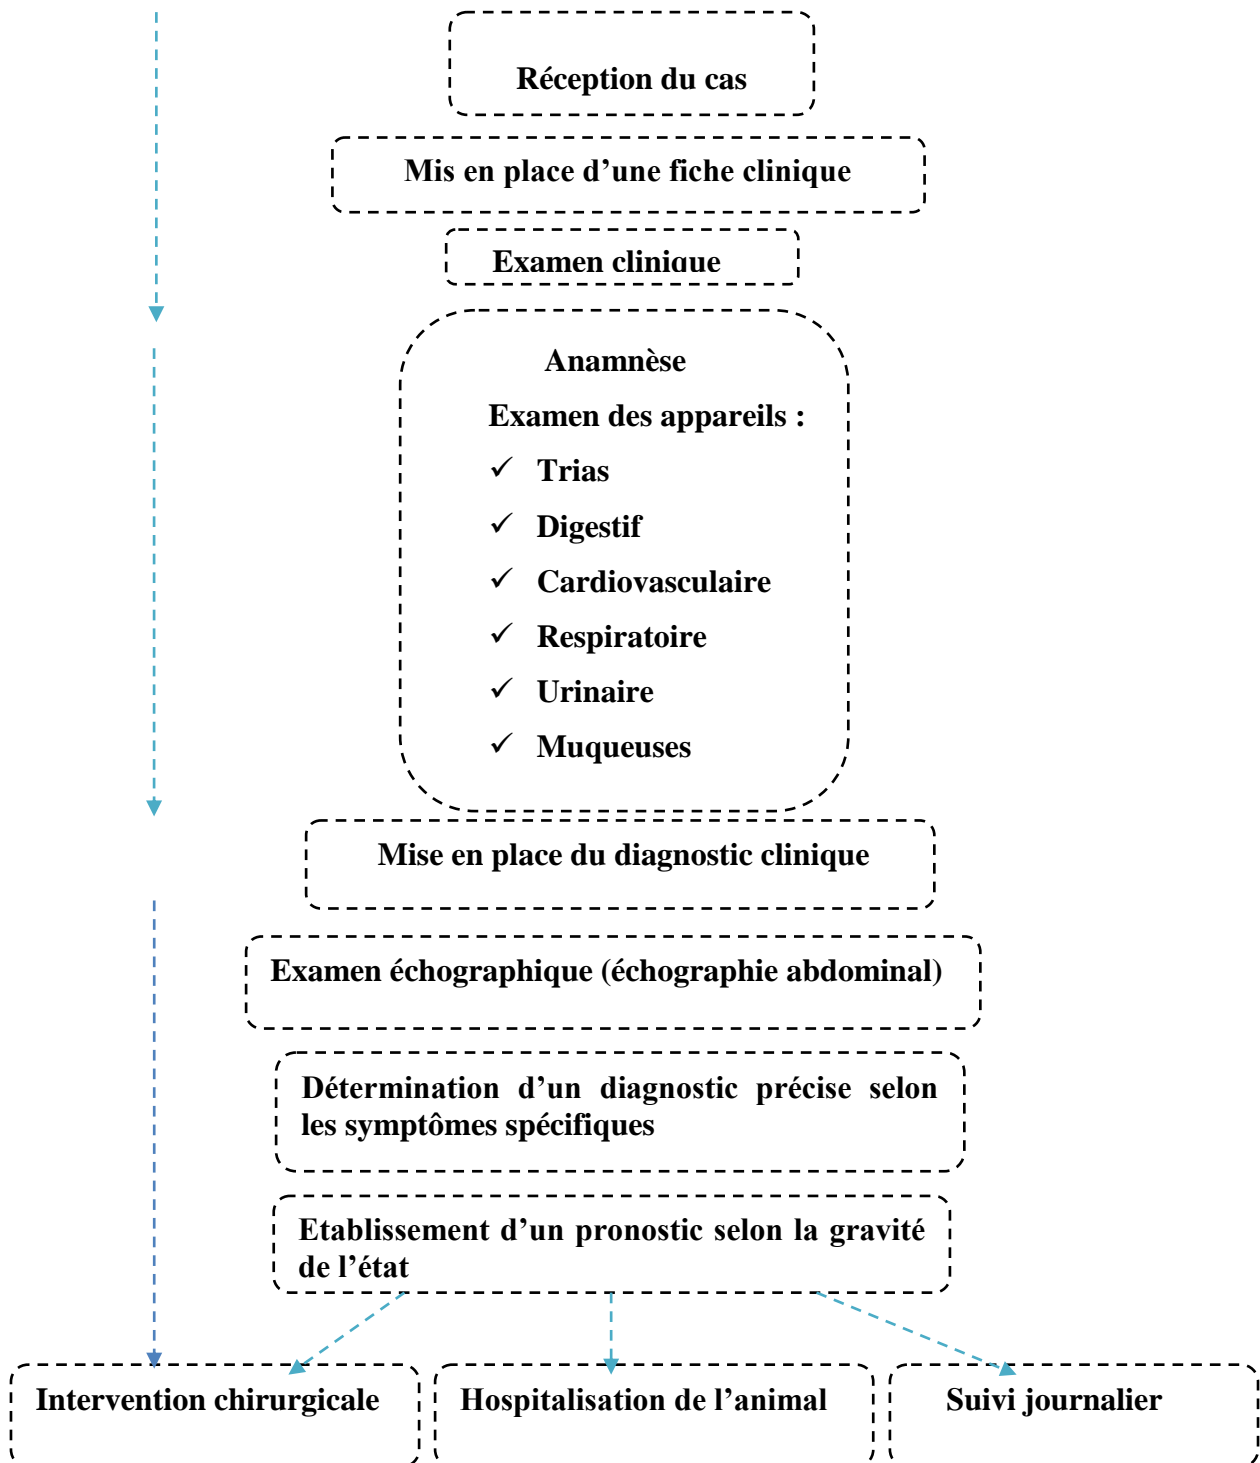 Réception du cas
Mis en place d’une fiche clinique
Examen clinique
Anamnèse
Examen des appareils :
✓ Trias
✓ Digestif
✓ Cardiovasculaire
✓ Respiratoire
✓ Urinaire
✓ Muqueuses
Mise en place du diagnostic clinique
Examen échographique (échographie abdominal)
Détermination d’un diagnostic précise selon
les symptômes spécifiques
Etablissement d’un pronostic selon la gravité
de l’état
Intervention chirurgicale
Hospitalisation de l’animal
Suivi journalier